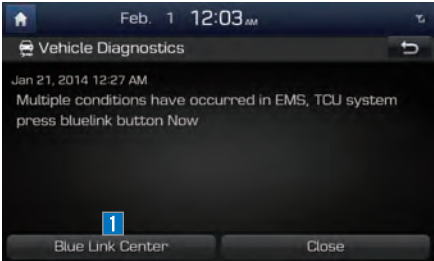 Feb. 1 12:03 AM
Vehicle Diagnostics
Jan 21, 2014 12:27 AM
Multiple conditions have occurred in EMS, TCU system
press bluelink button Now
1
Blue Link Center Close